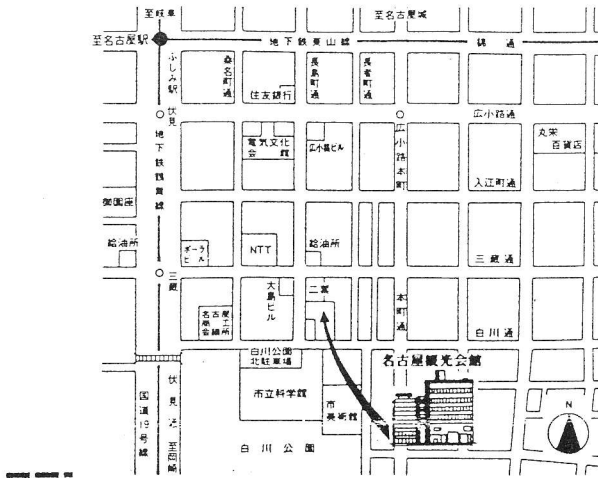 至岐阜
至名古屋城
至名古屋駅
地下鉄東山線
錦通
ふしみ駅
桑名町通
長島町通
長者町通
住友銀行
伏見
広小路通
地下鉄鶴舞線
電気文化
会館
広小路ビル
広小路本町
丸栄
百貨店
入江町通
御園座
給油所
ポーラ
ビル
NTT
給油所
三蔵通
三蔵
大島ビル
二葉
本町通
白川通
名古屋
商工
会議所
白川公園
北駐車場
名古屋観光会館
市立科学館
市美術館
国道19号線
伏見通
至岡崎
白川公園
N